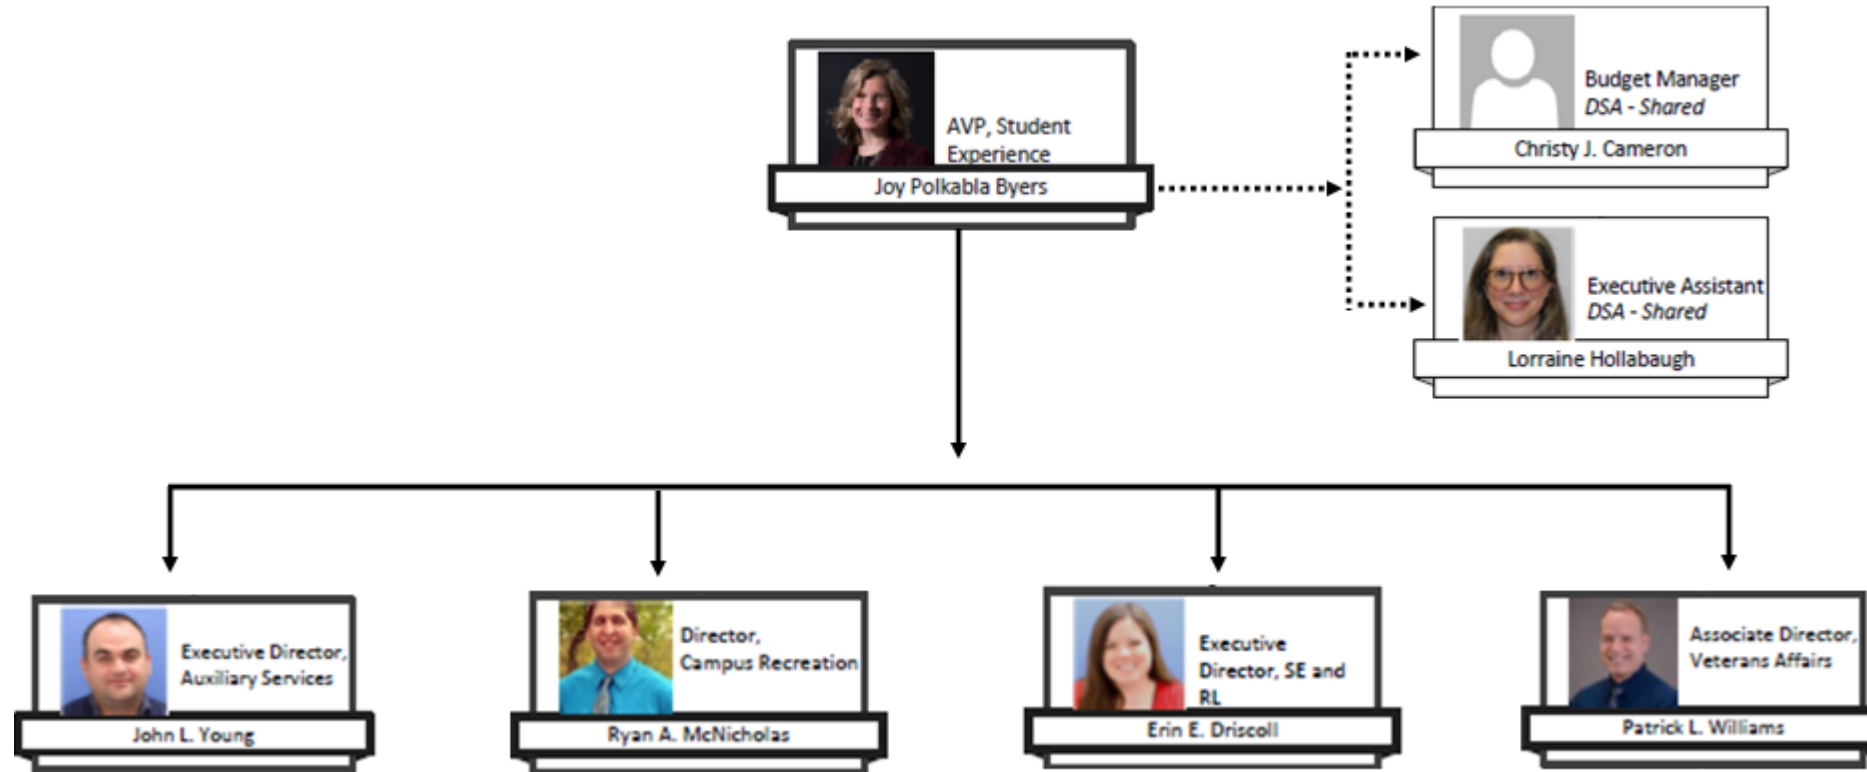 AVP, Student
Experience
Joy Polkabla Byers
Budget Manager
DSA - Shared
Christy J. Cameron
Executive Assistant
DSA - Shared
Lorraine Hollabaugh
Executive Director,
Auxiliary Services
John L. Young
Director,
Campus Recreation
Ryan A. McNicholas
Executive
Director, SE and
RL
Erin E. Driscoll
Associate Director,
Veterans Affairs
Patrick L. Williams